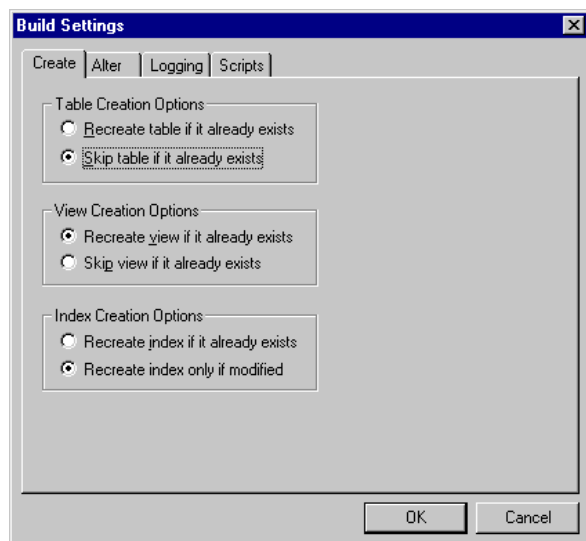 Build Settings
Create Alter Logging Scripts
Table Creation Options
Recreate table if it already exists
Skip table if it already exists
View Creation Options
Recreate view if it already exists
Skip view if it already exists
Index Creation Options
Recreate index if it already exists
Recreate index only if modified
OK Cancel